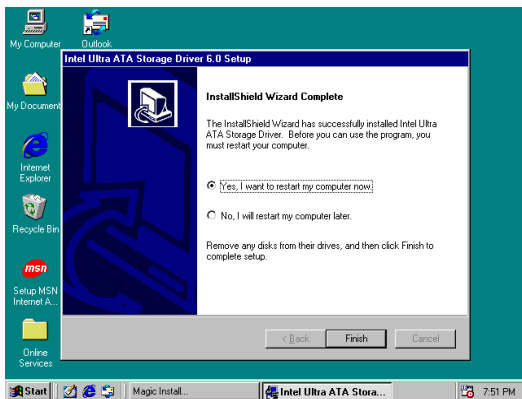 My Computer
Outlook
My Document
Internet
Explorer
Recycle Bin
msn
Setup MSN
Internet A...
Online
Services
Intel Ultra ATA Storage Driver 6.0 Setup
InstallShield Wizard Complete
The InstallShield Wizard has successfully installed Intel Ultra
ATA Storage Driver. Before you can use the program, you
must restart your computer.
Yes, I want to restart my computer now.
No, I will restart my computer later.
Remove any disks from their drives, and then click Finish to
complete setup.
< Back
Finish
Cancel
Start
Magic Install...
Intel Ultra ATA Stora...
7:51 PM